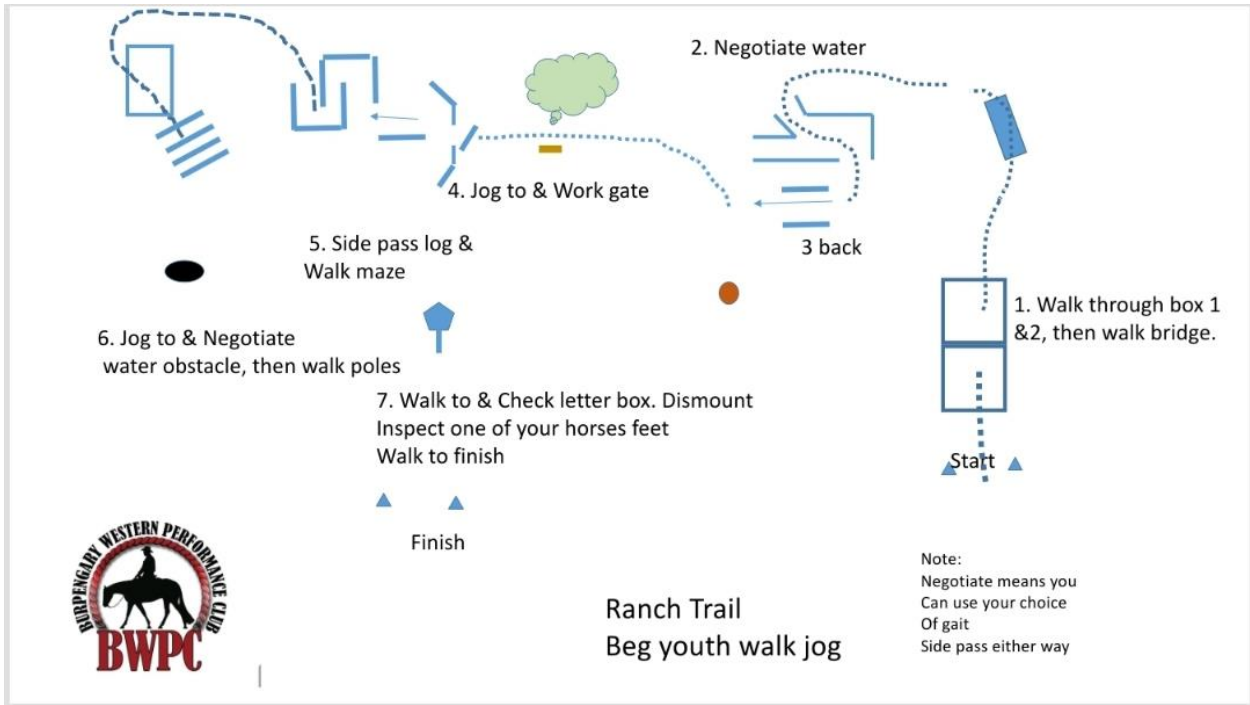 2. Negotiate water
4. Jog to & Work gate
3 back
5. Side pass log &
Walk maze
1. Walk through box 1
&2, then walk bridge.
6. Jog to & Negotiate
water obstacle, then walk poles
7. Walk to & Check letter box. Dismount
Inspect one of your horses feet
Walk to finish
Start
Finish
BURPENGARY WESTERN PERFORMANCE CLUB
BWPC
Ranch Trail
Beg youth walk jog
Note:
Negotiate means you
Can use your choice
Of gait
Side pass either way